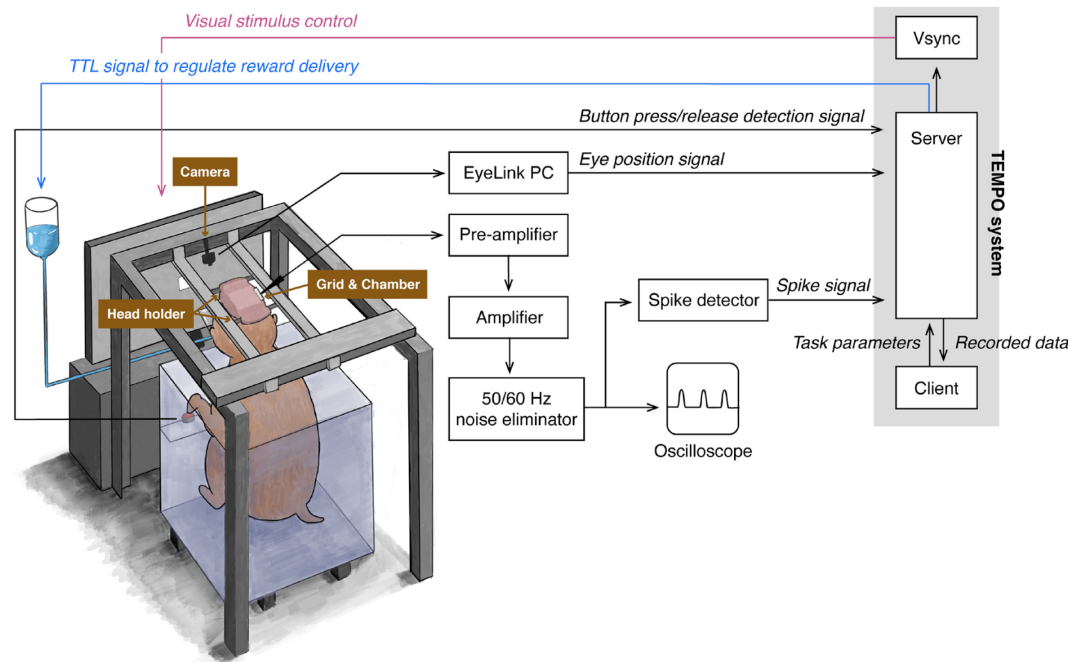 Visual stimulus control
Vsync
TTL signal to regulate reward delivery
Button press/release detection signal
Server
Camera
EyeLink PC
Eye position signal
TEMPO system
Pre-amplifier
Grid & Chamber
Head holder
Amplifier
Spike detector
Spike signal
Task parameters
Recorded data
50/60 Hz
noise eliminator
Client
Oscilloscope